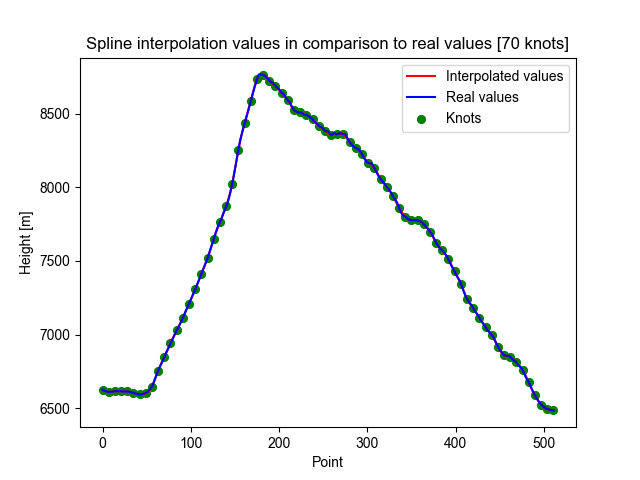 Spline interpolation values in comparison to real values [70 knots]
Interpolated values
Real values
Knots
8500
8000
7500
7000
6500
Height [m]
0 100 200 300 400 500
Point